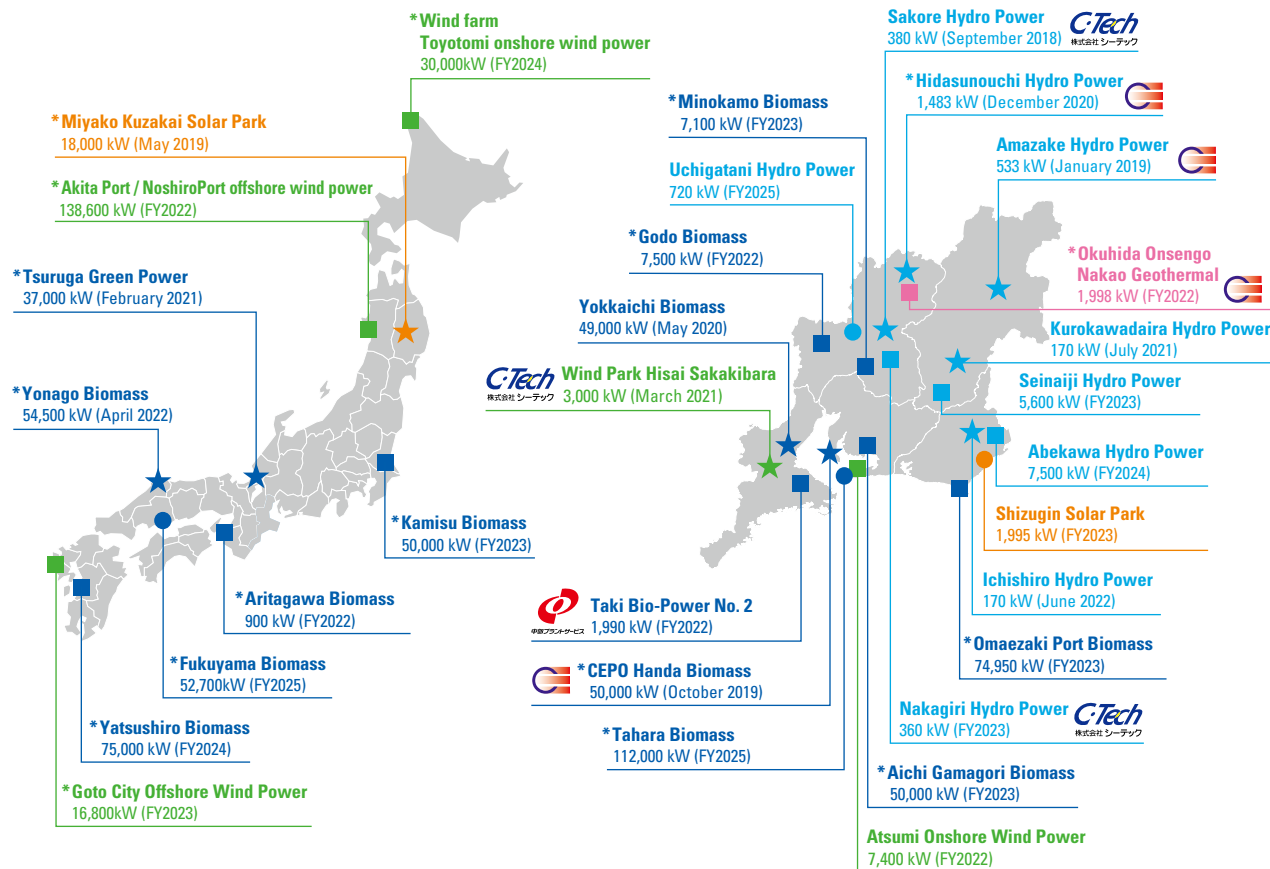 *Wind farm
Toyotomi onshore wind power
30,000kW (FY2024)
*Miyako Kuzakai Solar Park
18,000 kW (May 2019)
*Akita Port / NoshiroPort offshore wind power
138,600 kW (FY2022)
*Tsuruga Green Power
37,000 kW (February 2021)
*Yonago Biomass
54,500 kW (April 2022)
*Kamisu Biomass
50,000 kW (FY2023)
*Aritagawa Biomass
900 kW (FY2022)
*Fukuyama Biomass
52,700kW (FY2025)
*Yatsushiro Biomass
75,000 kW (FY2024)
*Goto City Offshore Wind Power
16,800kW (FY2023)
Sakore Hydro Power
380 kW (September 2018)
C-Tech
株式会社 シーテック
*Hidasunouchi Hydro Power
1,483 kW (December 2020)
*Minokamo Biomass
7,100 kW (FY2023)
Amazake Hydro Power
533 kW (January 2019)
Uchigatani Hydro Power
720 kW (FY2025)
*Godo Biomass
7,500 kW (FY2022)
*Okuhida Onsengo
Nakao Geothermal
1,998 kW (FY2022)
Yokkaichi Biomass
49,000 kW (May 2020)
Kurokawadaira Hydro Power
170 kW (July 2021)
C-Tech
株式会社 シーテック
Wind Park Hisai Sakakibara
3,000 kW (March 2021)
Seinaiji Hydro Power
5,600 kW (FY2023)
Abekawa Hydro Power
7,500 kW (FY2024)
Shizugin Solar Park
1,995 kW (FY2023)
Ichishiro Hydro Power
170 kW (June 2022)
中部プラントサービス
Taki Bio-Power No. 2
1,990 kW (FY2022)
*Omaezaki Port Biomass
74,950 kW (FY2023)
*CEPO Handa Biomass
50,000 kW (October 2019)
Nakagiri Hydro Power
360 kW (FY2023)
C-Tech
株式会社 シーテック
*Tahara Biomass
112,000 kW (FY2025)
*Aichi Gamagori Biomass
50,000 kW (FY2023)
Atsumi Onshore Wind Power
7,400 kW (FY2022)